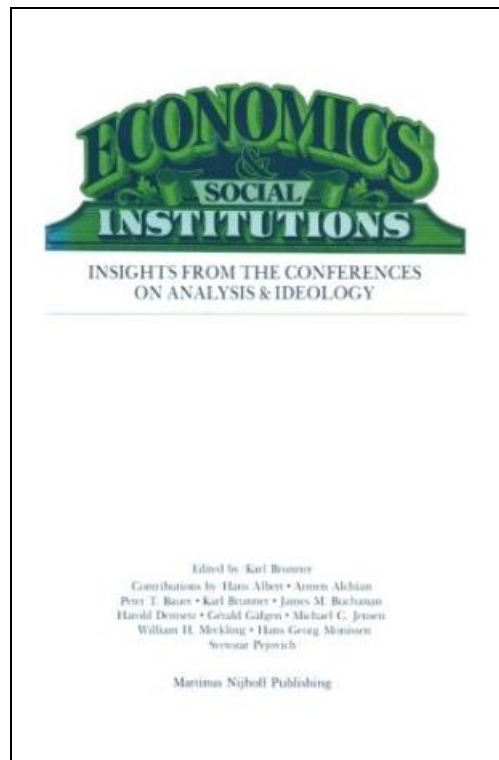 ECONOMICS
&
SOCIAL
INSTITUTIONS
INSIGHTS FROM THE CONFERENCES
ON ANALYSIS & IDEOLOGY
Edited by Karl Brunner
Contributions by Hans Albert • Armen Alchian
Peter T. Bauer • Karl Brunner • James M. Buchanan
Harold Demsetz • Gérald Gäfgen • Michael C. Jensen
William H. Meckling • Hans Georg Monissen
Svetozar Pejovich
Martinus Nijhoff Publishing